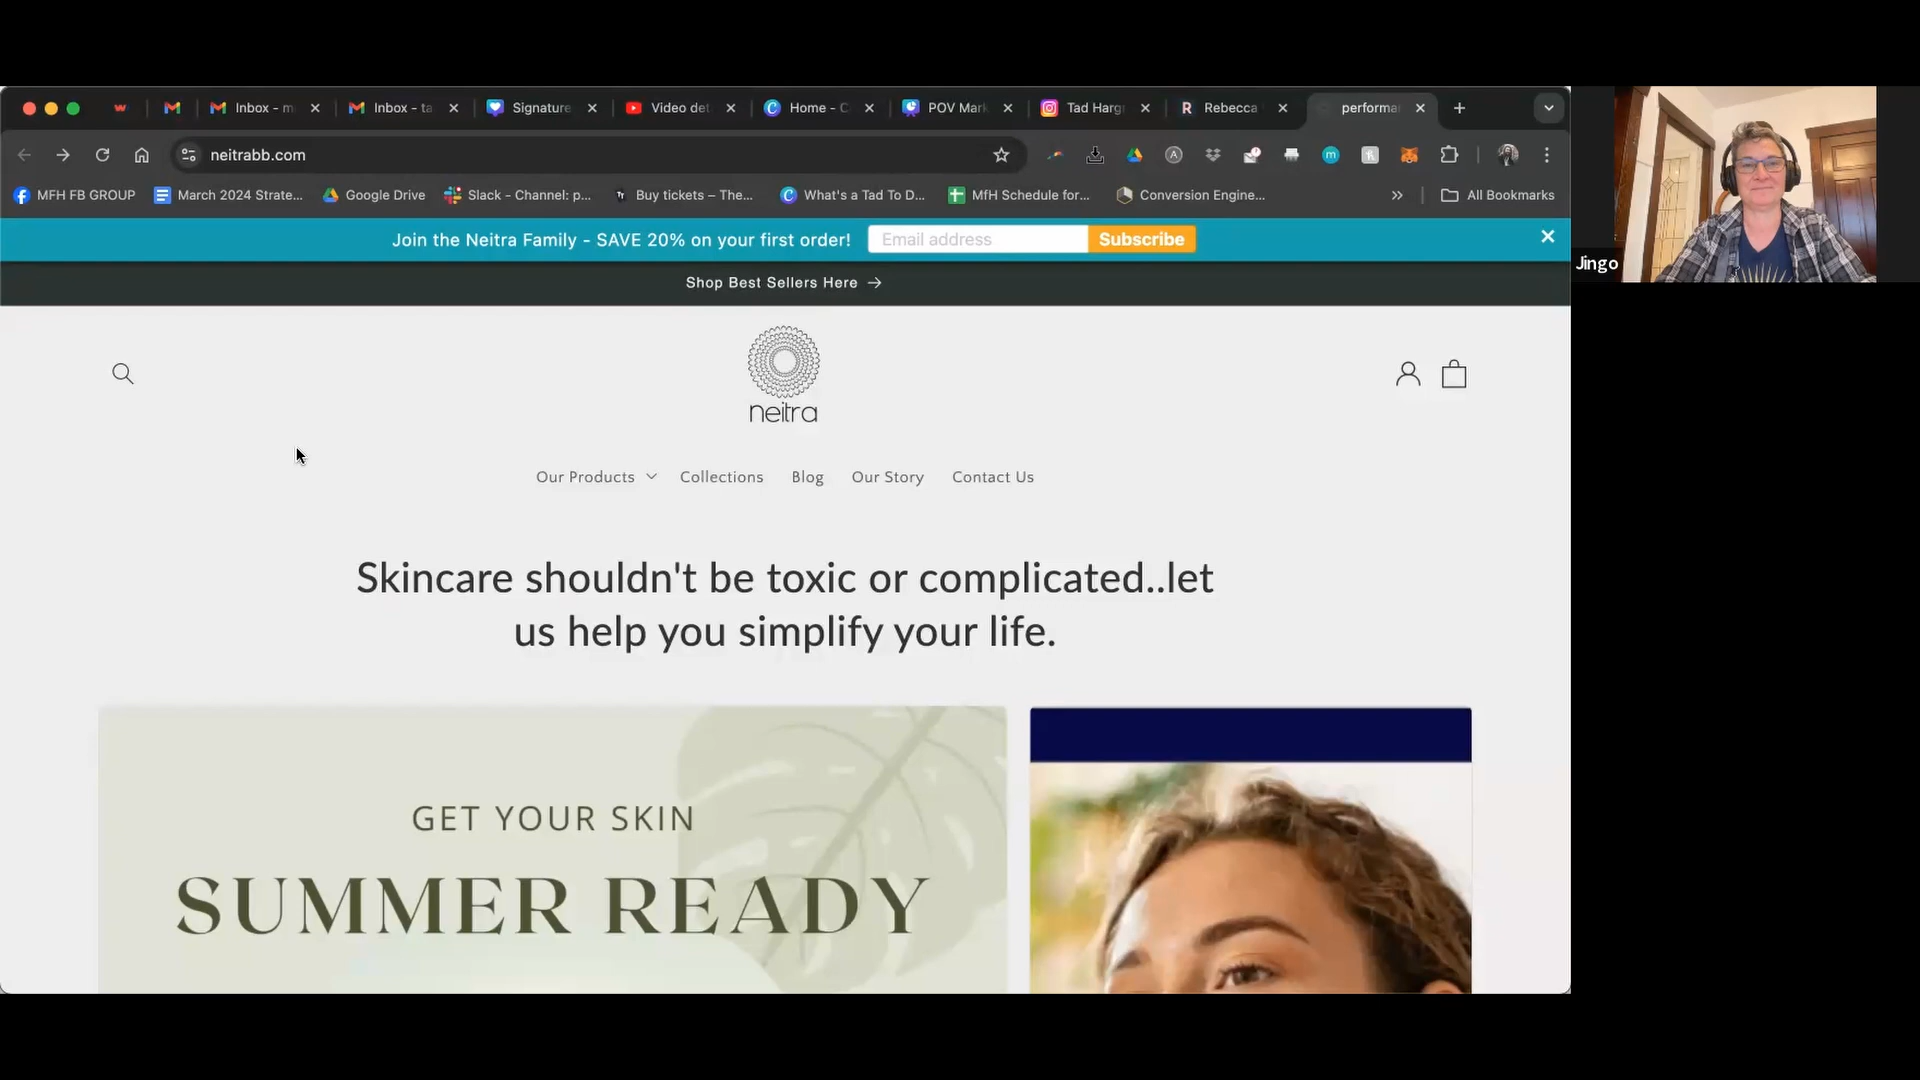 Inbox - m
Inbox - ta
Signature
Video det
Home - C
POV Mark
Tad Hargr
Rebecca
performa
neitrabb.com
MFH FB GROUP
March 2024 Strate...
Google Drive
Slack - Channel: p...
Buy tickets – The...
What's a Tad To D...
MfH Schedule for...
Conversion Engine...
All Bookmarks
Join the Neitra Family - SAVE 20% on your first order!
Email address
Subscribe
Jingo
Shop Best Sellers Here →
neitra
Our Products
Collections
Blog
Our Story
Contact Us
Skincare shouldn't be toxic or complicated..let
us help you simplify your life.
GET YOUR SKIN
SUMMER READY